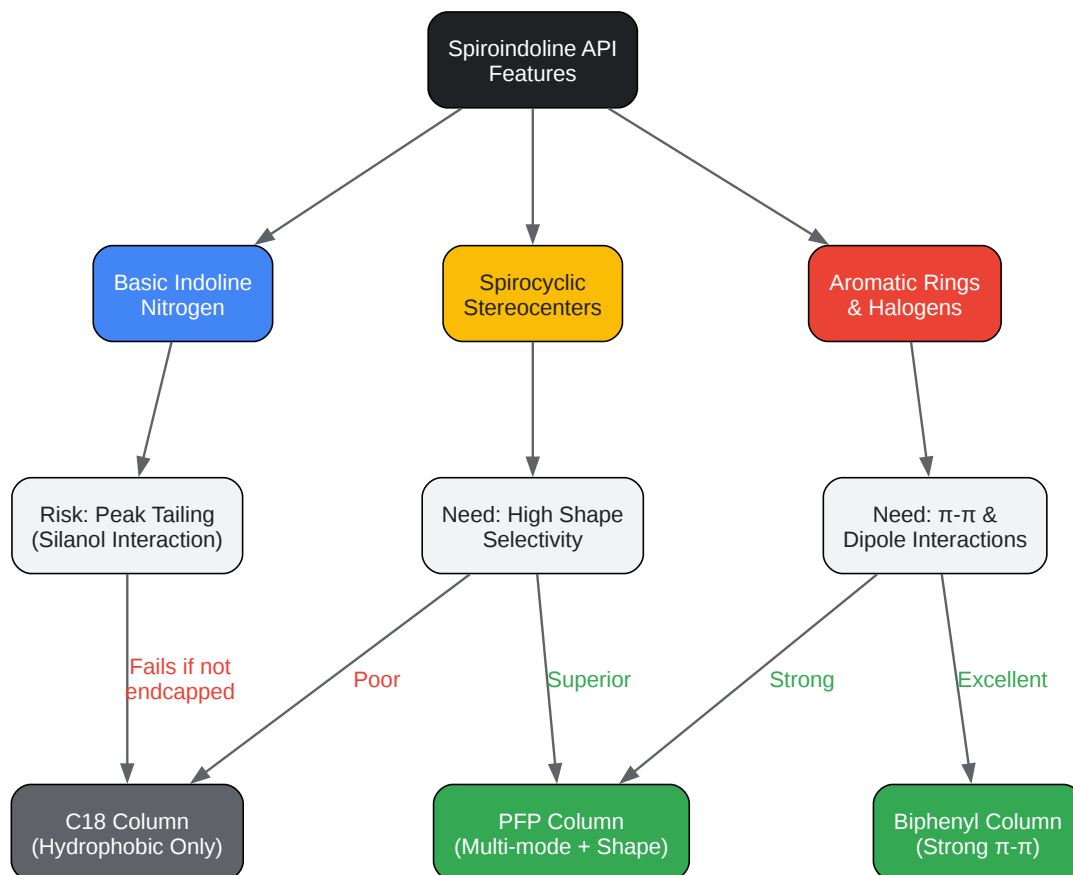 Spiroindoline API
Features
Basic Indoline
Nitrogen
Spirocyclic
Stereocenters
Aromatic Rings
& Halogens
Risk: Peak Tailing
(Silanol Interaction)
Need: High Shape
Selectivity
Need: π-π &
Dipole Interactions
Fails if not
endcapped
Poor
Superior
Strong
Excellent
C18 Column
(Hydrophobic Only)
PFP Column
(Multi-mode + Shape)
Biphenyl Column
(Strong π-π)